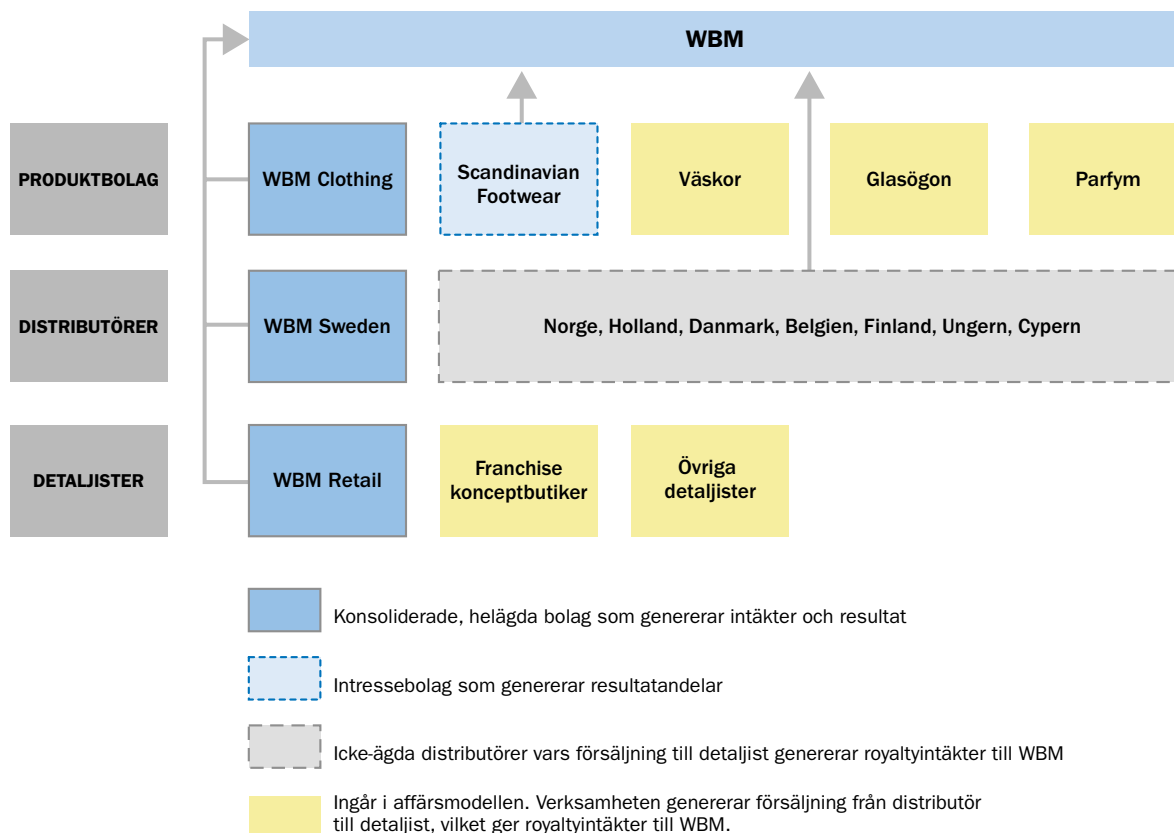 WBM
PRODUKTBOLAG
WBM Clothing
Scandinavian
Footwear
Väskor
Glasögon
Parfym
DISTRIBUTÖRER
WBM Sweden
Norge, Holland, Danmark, Belgien, Finland, Ungern, Cypern
DETALJISTER
WBM Retail
Franchise
konceptbutiker
Övriga
detaljister
Konsoliderade, helägda bolag som genererar intäkter och resultat
Intressebolag som genererar resultatandelar
Icke-ägda distributörer vars försäljning till detaljist genererar royaltyintäkter till WBM
Ingår i affärsmodellen. Verksamheten genererar försäljning från distributör
till detaljist, vilket ger royaltyintäkter till WBM.